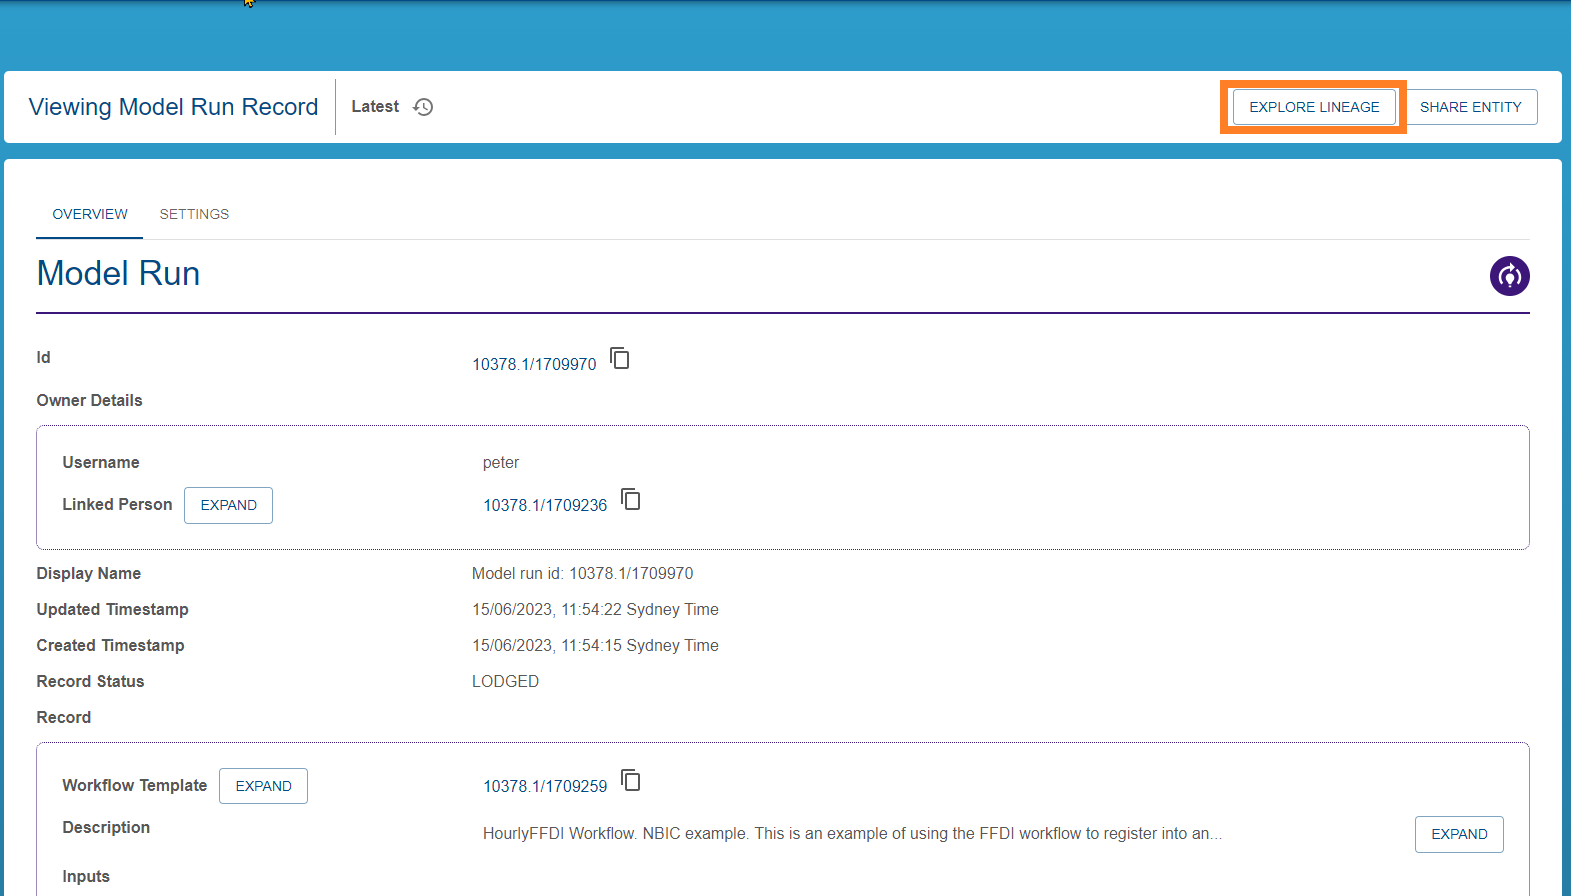 Viewing Model Run Record Latest EXPLORE LINEAGE SHARE ENTITY
OVERVIEW SETTINGS
Model Run
Id 10378.1/1709970
Owner Details
Username peter
Linked Person EXPAND 10378.1/1709236
Display Name Model run id: 10378.1/1709970
Updated Timestamp 15/06/2023, 11:54:22 Sydney Time
Created Timestamp 15/06/2023, 11:54:15 Sydney Time
Record Status LODGED
Record
Workflow Template EXPAND 10378.1/1709259
Description HourlyFFDI Workflow. NBIC example. This is an example of using the FFDI workflow to register into an... EXPAND
Inputs